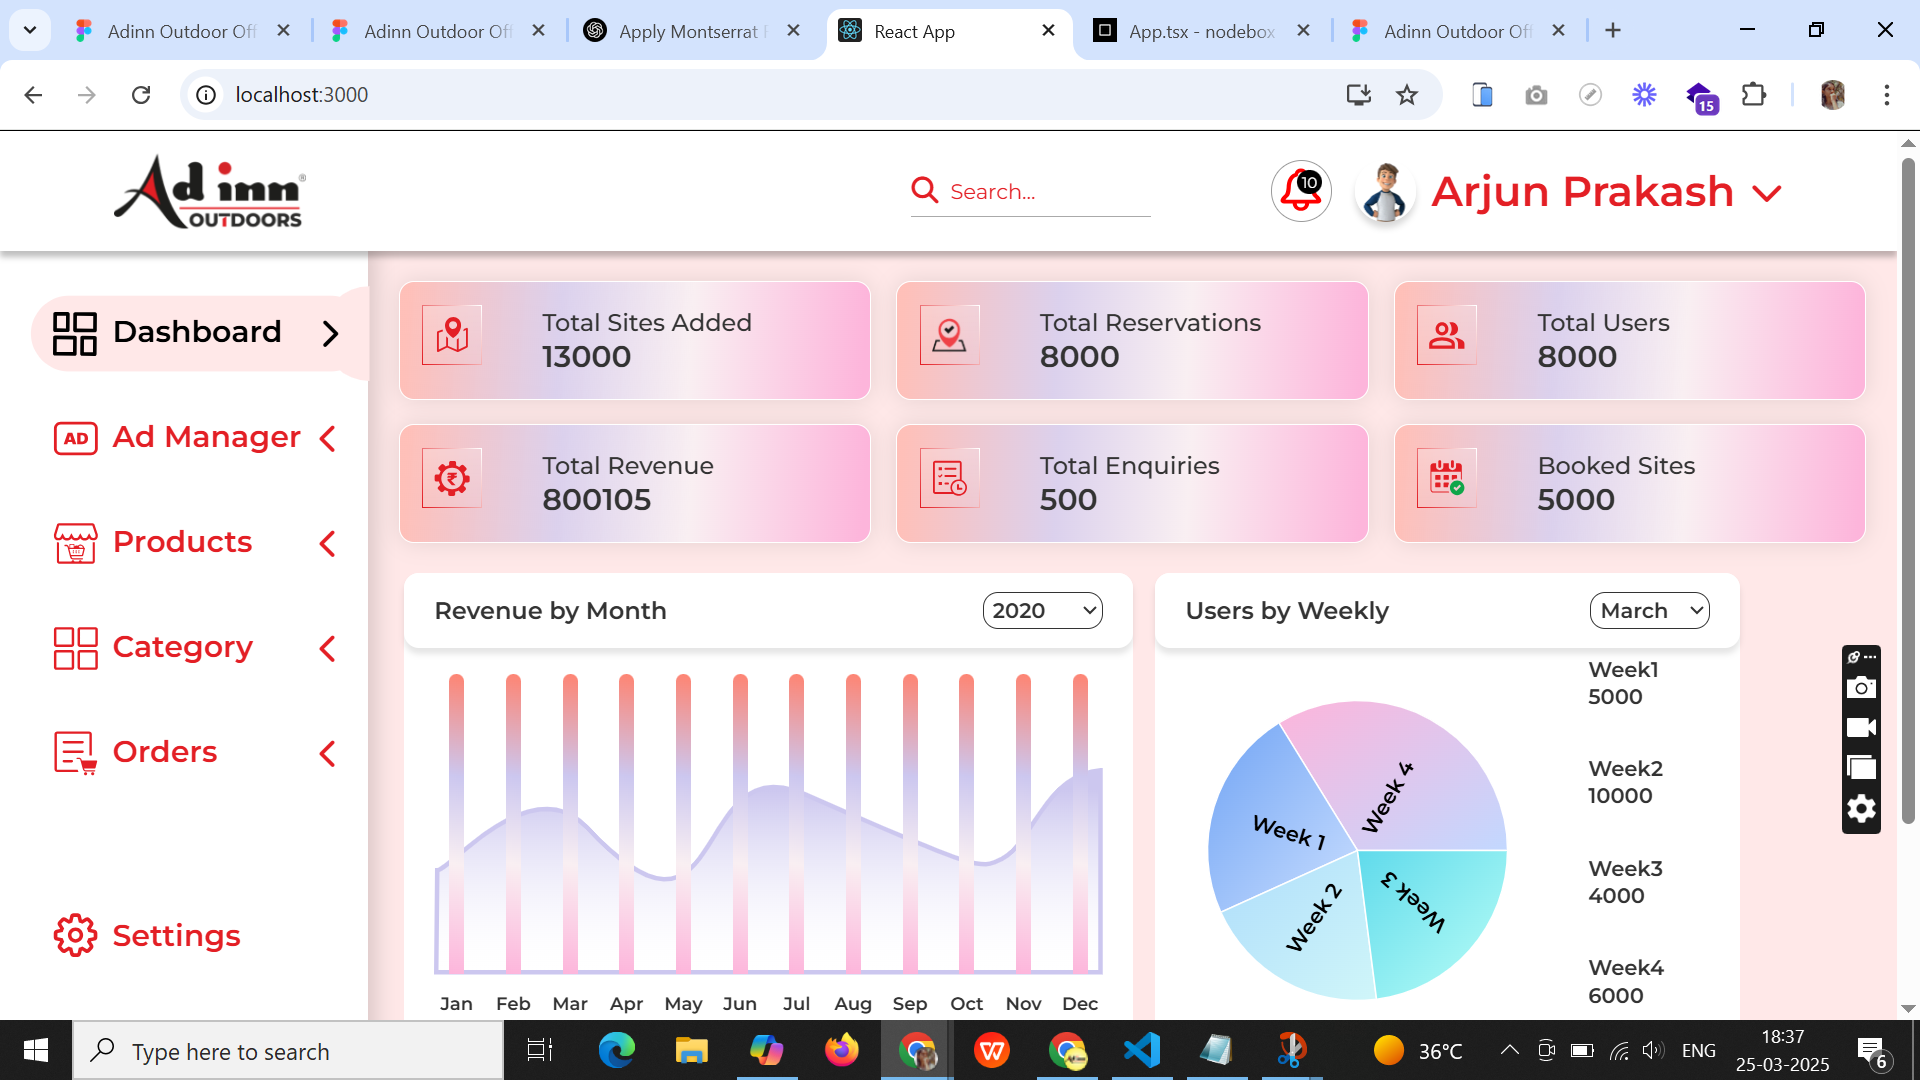 Adinn Outdoor Off
Adinn Outdoor Off
Apply Montserrat F
React App
App.tsx - nodebox
Adinn Outdoor Off
localhost:3000
15
Ad inn®
OUTDOORS
Search...
10
Arjun Prakash
Dashboard
AD
Ad Manager
Products
Category
Orders
Settings
Total Sites Added
13000
Total Reservations
8000
Total Users
8000
Total Revenue
800105
Total Enquiries
500
Booked Sites
5000
Revenue by Month
2020
Jan Feb Mar Apr May Jun Jul Aug Sep Oct Nov Dec
Users by Weekly
March
Week 1
Week 2
Week 3
Week 4
Week1
5000
Week2
10000
Week3
4000
Week4
6000
Type here to search
36°C
ENG
18:37
25-03-2025
6